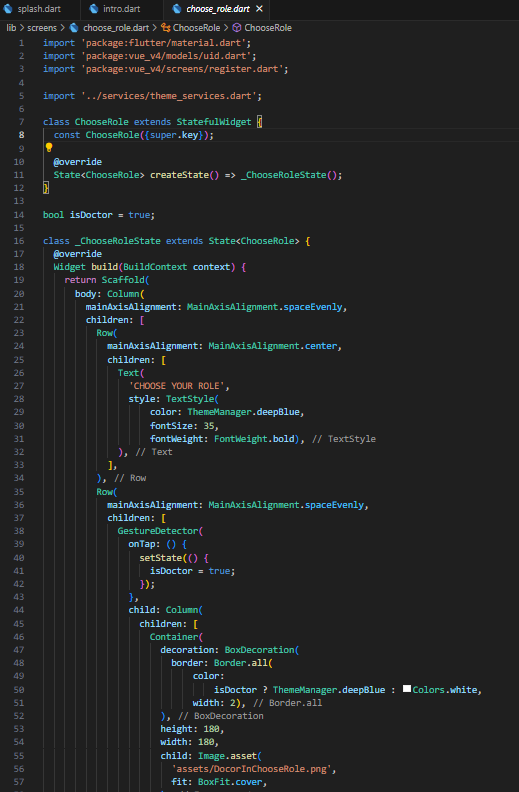 splash.dart intro.dart choose_role.dart ×
lib > screens > choose_role.dart > ChooseRole > ChooseRole
1 import 'package:flutter/material.dart';
2 import 'package:vue_v4/models/uid.dart';
3 import 'package:vue_v4/screens/register.dart';
4
5 import '../services/theme_services.dart';
6
7 class ChooseRole extends StatefulWidget {
8 const ChooseRole({super.key});
9
10 @override
11 State<ChooseRole> createState() => _ChooseRoleState();
12 }
13
14 bool isDoctor = true;
15
16 class _ChooseRoleState extends State<ChooseRole> {
17 @override
18 Widget build(BuildContext context) {
19 return Scaffold(
20 body: Column(
21 mainAxisAlignment: MainAxisAlignment.spaceEvenly,
22 children: [
23 Row(
24 mainAxisAlignment: MainAxisAlignment.center,
25 children: [
26 Text(
27 'CHOOSE YOUR ROLE',
28 style: TextStyle(
29 color: ThemeManager.deepBlue,
30 fontSize: 35,
31 fontWeight: FontWeight.bold), // TextStyle
32 ), // Text
33 ],
34 ), // Row
35 Row(
36 mainAxisAlignment: MainAxisAlignment.spaceEvenly,
37 children: [
38 GestureDetector(
39 onTap: () {
40 setState(() {
41 isDoctor = true;
42 });
43 },
44 child: Column(
45 children: [
46 Container(
47 decoration: BoxDecoration(
48 border: Border.all(
49 color:
50 isDoctor ? ThemeManager.deepBlue : Colors.white,
51 width: 2), // Border.all
52 ), // BoxDecoration
53 height: 180,
54 width: 180,
55 child: Image.asset(
56 'assets/DocorInChooseRole.png',
57 fit: BoxFit.cover,